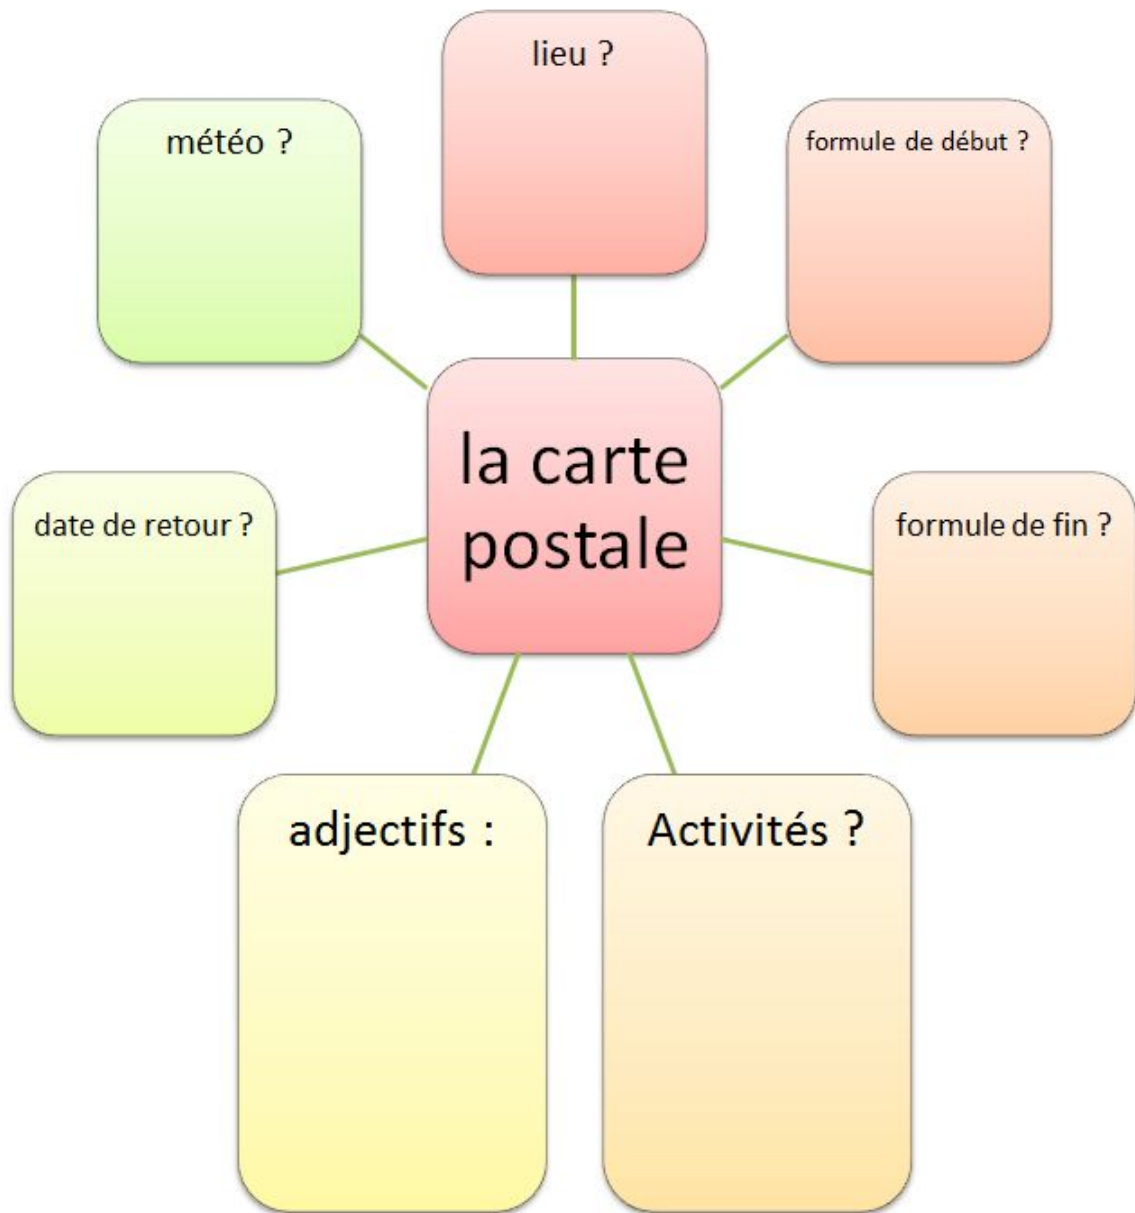 lieu ?
météo ?
formule de début ?
la carte
postale
date de retour ?
formule de fin ?
adjectifs :
Activités ?